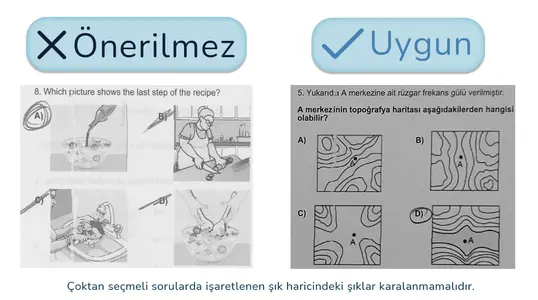 Önerilmez
Uygun
8. Which picture shows the last step of the recipe?
A)
B)
C)
D)
5. Yukarıda A merkezine ait rüzgar frekans gülü verilmiştir.
A merkezinin topoğrafya haritası aşağıdakilerden hangisi
olabilir?
A)
A
B)
A
C)
A
D)
A
Çoktan seçmeli sorularda işaretlenen şık haricindeki şıklar karalanmamalıdır.